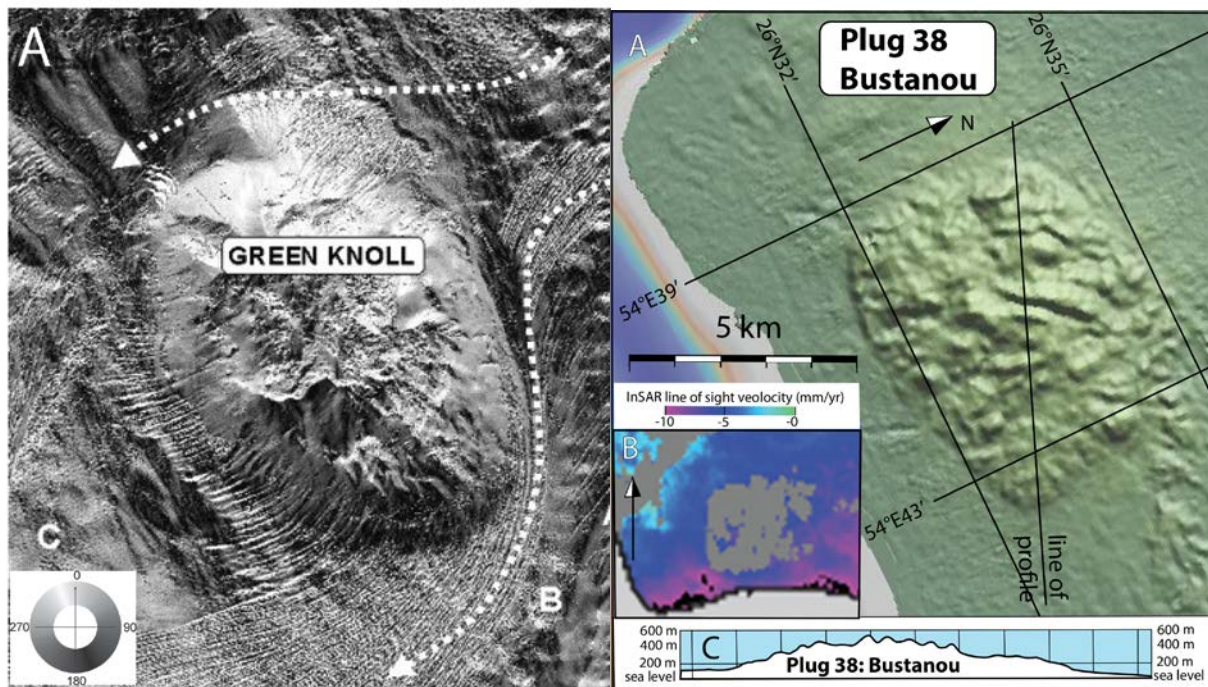 A
GREEN KNOLL
C
B
0
270
90
180
A
Plug 38
Bustanou
26°N32'
26°N35'
N
54°E39'
5 km
InSAR line of sight veolocity (mm/yr)
-10
-5
-0
B
54°E43'
line of
profile
600 m
400 m
200 m
sea level
C
Plug 38: Bustanou
600 m
400 m
200 m
sea level